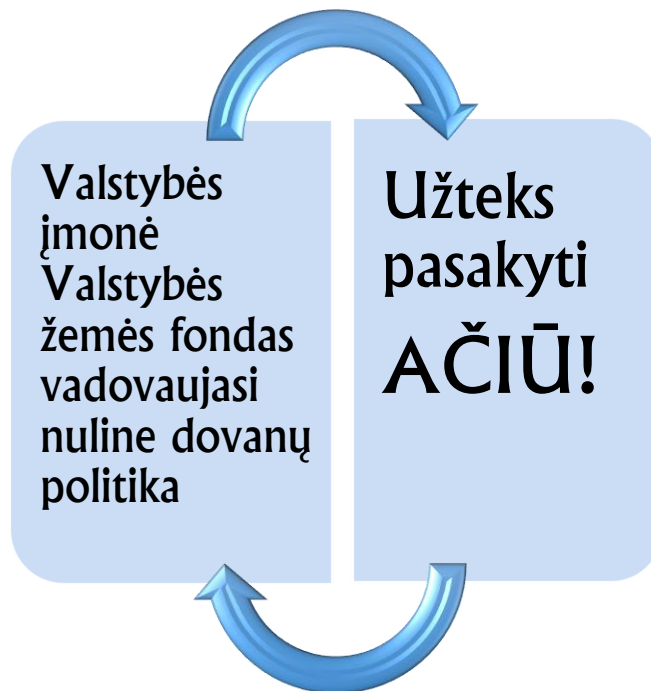 Valstybės
įmonė
Valstybės
žemės fondas
vadovaujasi
nuline dovanų
politika
Užteks
pasakyti
AČIŪ!